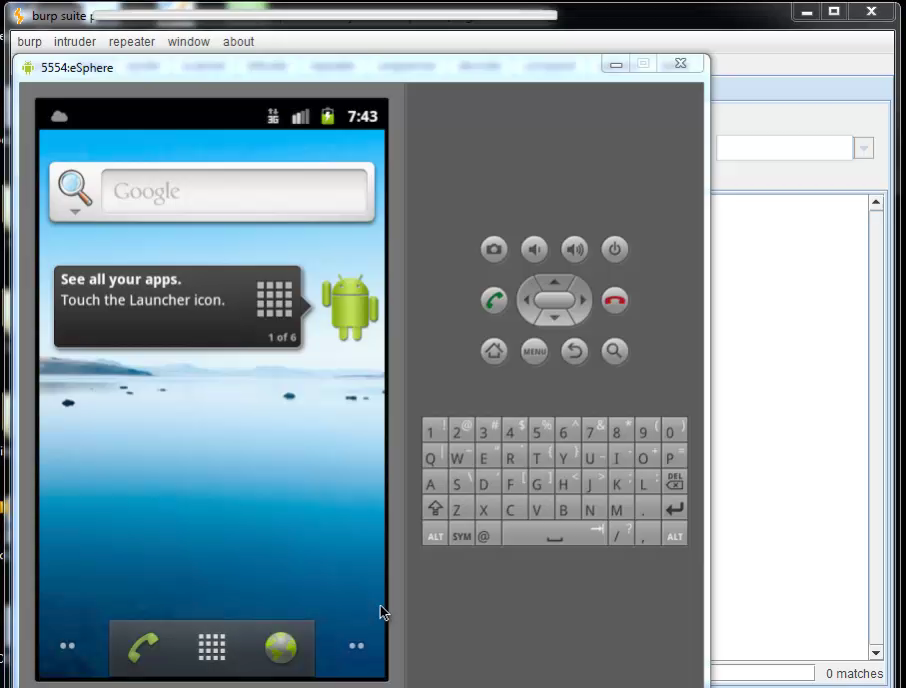 burp suite
burp intruder repeater window about
5554:eSphere
3G 7:43
Google
See all your apps.
Touch the Launcher icon.
1 of 6
MENU
1 ! 2 @ 3 # 4 $ 5 % 6 ^ 7 & 8 * 9 ( 0 )
Q | W ~ E " R ` T { Y } U _ I - O + P =
A S \ D ' F [ G ] H < J > K ; L : DEL
Z X C V B N M .
ALT SYM @ / ? , ALT
0 matches